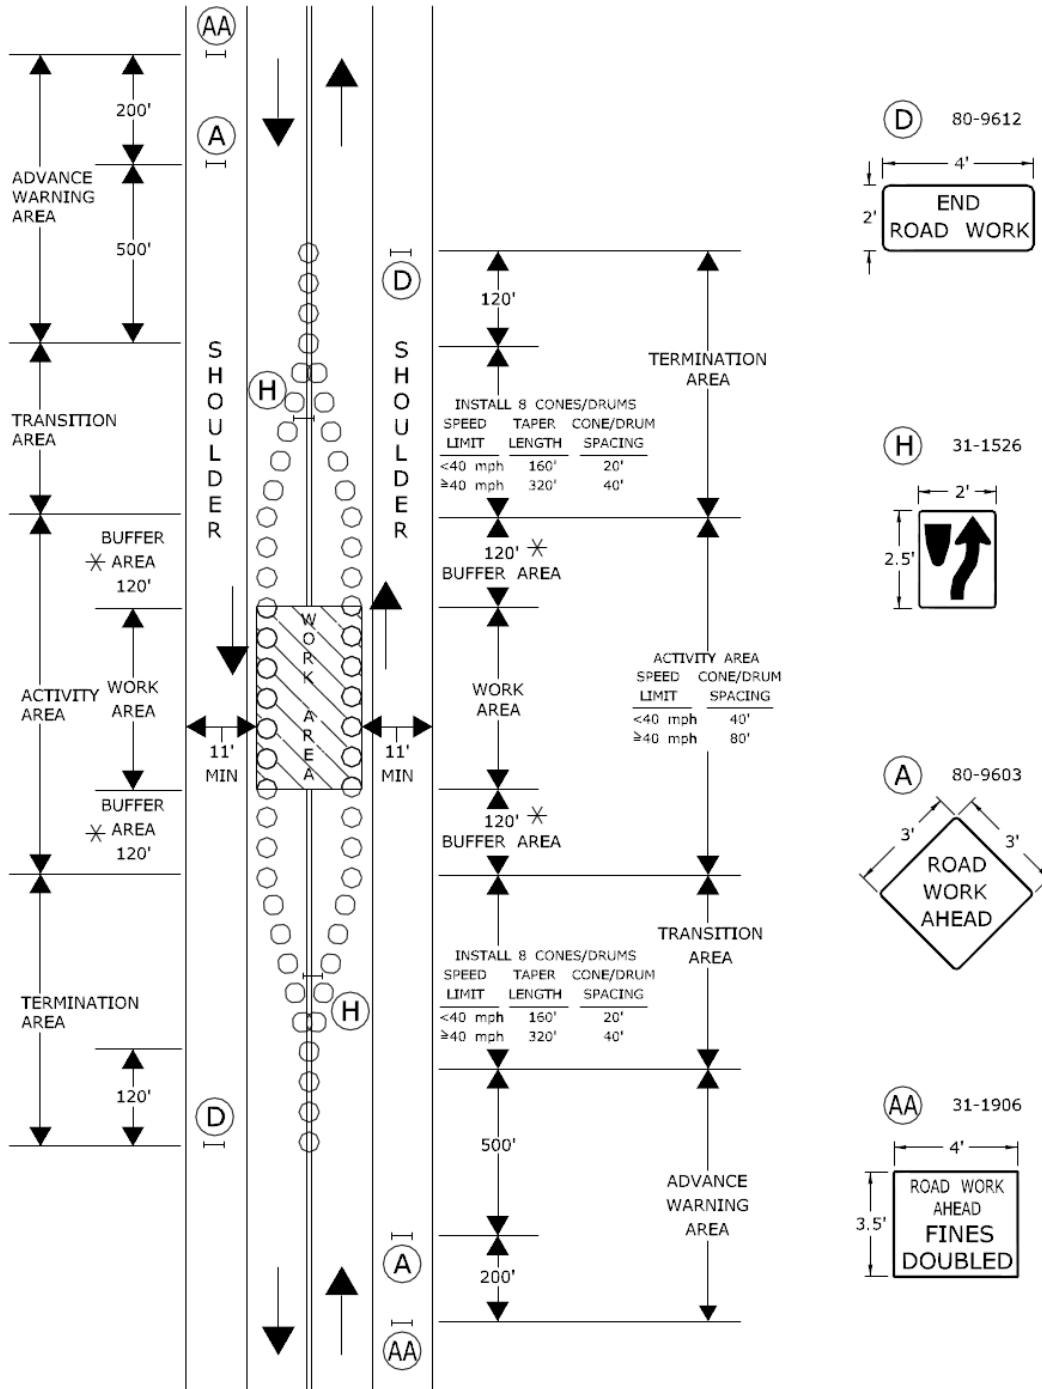 AA
200'
A
ADVANCE
WARNING
AREA
500'
D
120'
SHOULDER
SHOULDER
H
TERMINATION
AREA
TRANSITION
AREA
INSTALL 8 CONES/DRUMS
SPEED TAPER CONE/DRUM
LIMIT LENGTH SPACING
<40 mph 160' 20'
≥40 mph 320' 40'
BUFFER
* AREA
120'
120' *
BUFFER AREA
WORK AREA
ACTIVITY
AREA
WORK
AREA
WORK
AREA
ACTIVITY AREA
SPEED CONE/DRUM
LIMIT SPACING
<40 mph 40'
≥40 mph 80'
11'
MIN
11'
MIN
BUFFER
* AREA
120'
120' *
BUFFER AREA
TRANSITION
AREA
INSTALL 8 CONES/DRUMS
SPEED TAPER CONE/DRUM
LIMIT LENGTH SPACING
<40 mph 160' 20'
≥40 mph 320' 40'
TERMINATION
AREA
H
120'
D
500'
ADVANCE
WARNING
AREA
A
200'
AA
D 80-9612
4'
2'
END
ROAD WORK
H 31-1526
2'
2.5'
A 80-9603
3' 3'
ROAD
WORK
AHEAD
AA 31-1906
4'
3.5'
ROAD WORK
AHEAD
FINES
DOUBLED